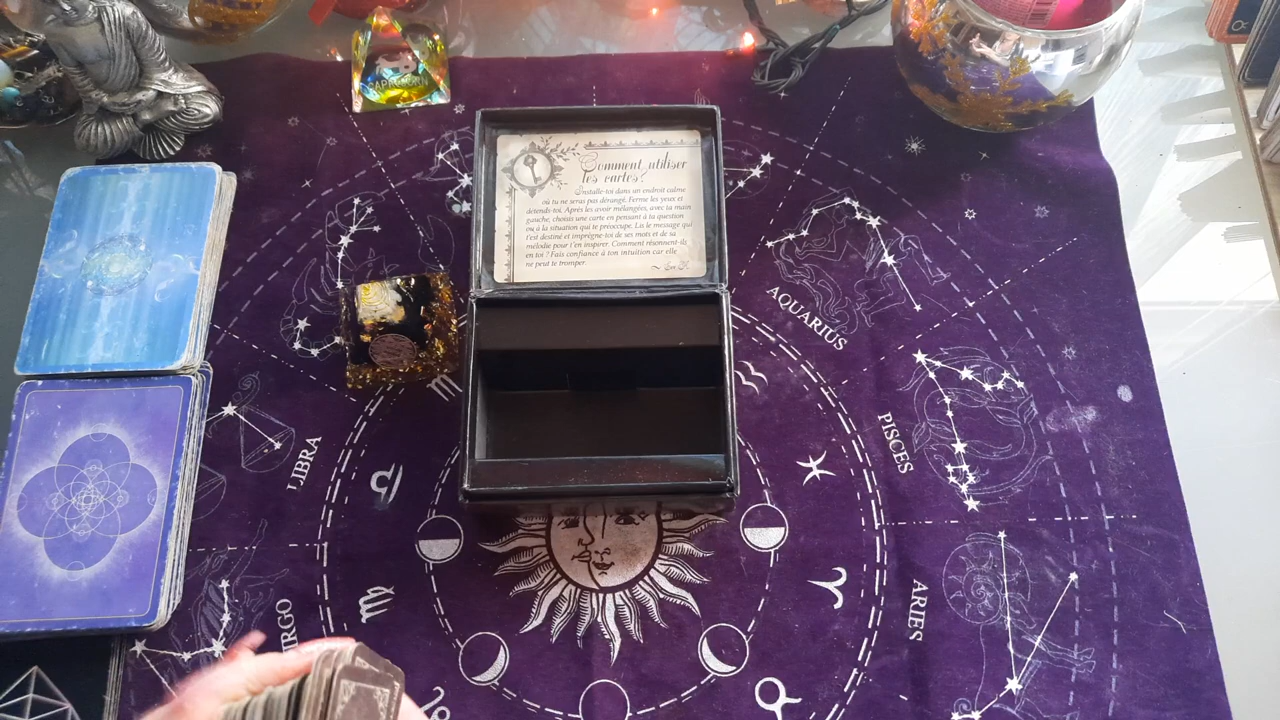 CAPRICORN
Comment utiliser
les cartes?
Installe-toi dans un endroit calme
où tu ne seras pas dérangé. Ferme les yeux et
détends-toi. Après les avoir mélangées, avec ta main
gauche, choisis une carte en pensant à ta question
ou à la situation qui te préoccupe. Lis le message qui
t'est destiné et imprègne-toi de ses mots et de sa
mélodie pour t'en inspirer. Comment résonnent-ils
en toi ? Fais confiance à ton intuition car elle
ne peut te tromper.
AQUARIUS
PISCES
LIBRA
ARIES